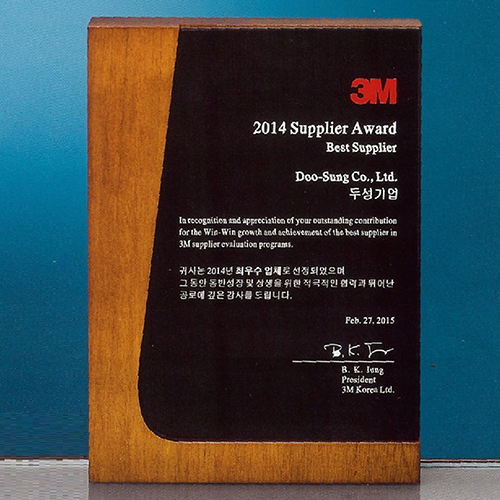 3M
2014 Supplier Award
Best Supplier
Doo-Sung Co., Ltd.
두성기업
In recognition and appreciation of your outstanding contribution
for the Win-Win growth and achievement of the best supplier in
3M supplier evaluation programs.
귀사는 2014년 최우수 업체로 선정되었으며
그 동안 동반성장 및 상생을 위한 적극적인 협력과 뛰어난
공로에 깊은 감사를 드립니다.
Feb. 27, 2015
B. K.
B. K. Jung
President
3M Korea Ltd.